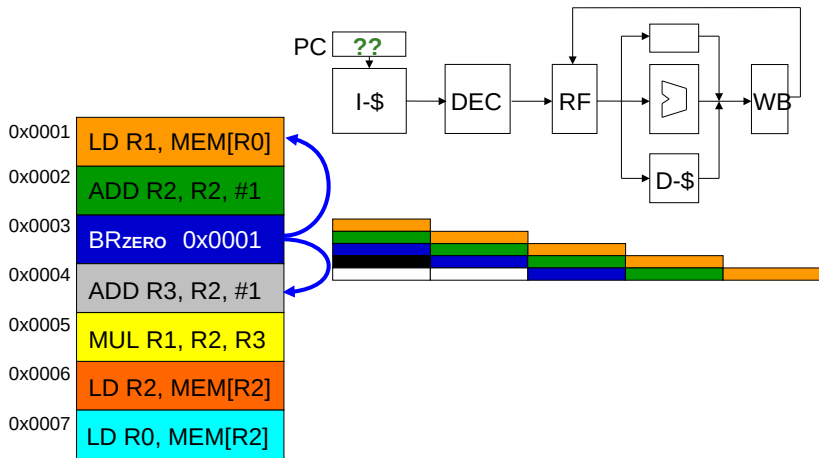 PC ??
I-$ DEC RF WB
D-$
0x0001 LD R1, MEM[R0]
0x0002 ADD R2, R2, #1
0x0003 BRZERO 0x0001
0x0004 ADD R3, R2, #1
0x0005 MUL R1, R2, R3
0x0006 LD R2, MEM[R2]
0x0007 LD R0, MEM[R2]